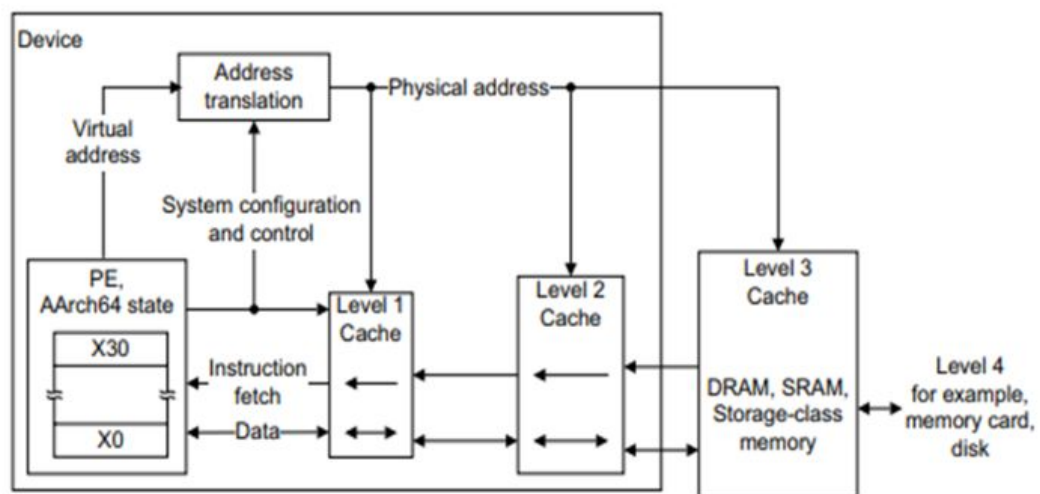 Device
Address
translation
Physical address
Virtual
address
System configuration
and control
PE,
AArch64 state
X30
X0
Instruction
fetch
Data
Level 1
Cache
Level 2
Cache
Level 3
Cache
DRAM, SRAM,
Storage-class
memory
Level 4
for example,
memory card,
disk